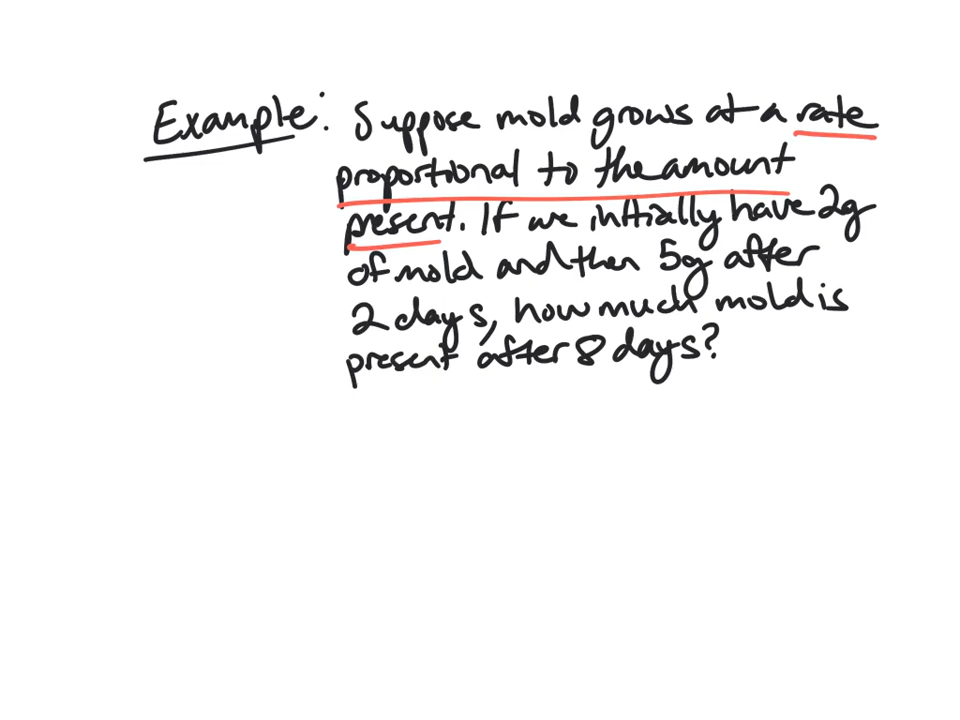 Example: Suppose mold grows at a rate
proportional to the amount
present. If we initially have 2g
of mold and then 5g after
2 days, how much mold is
present after 8 days?